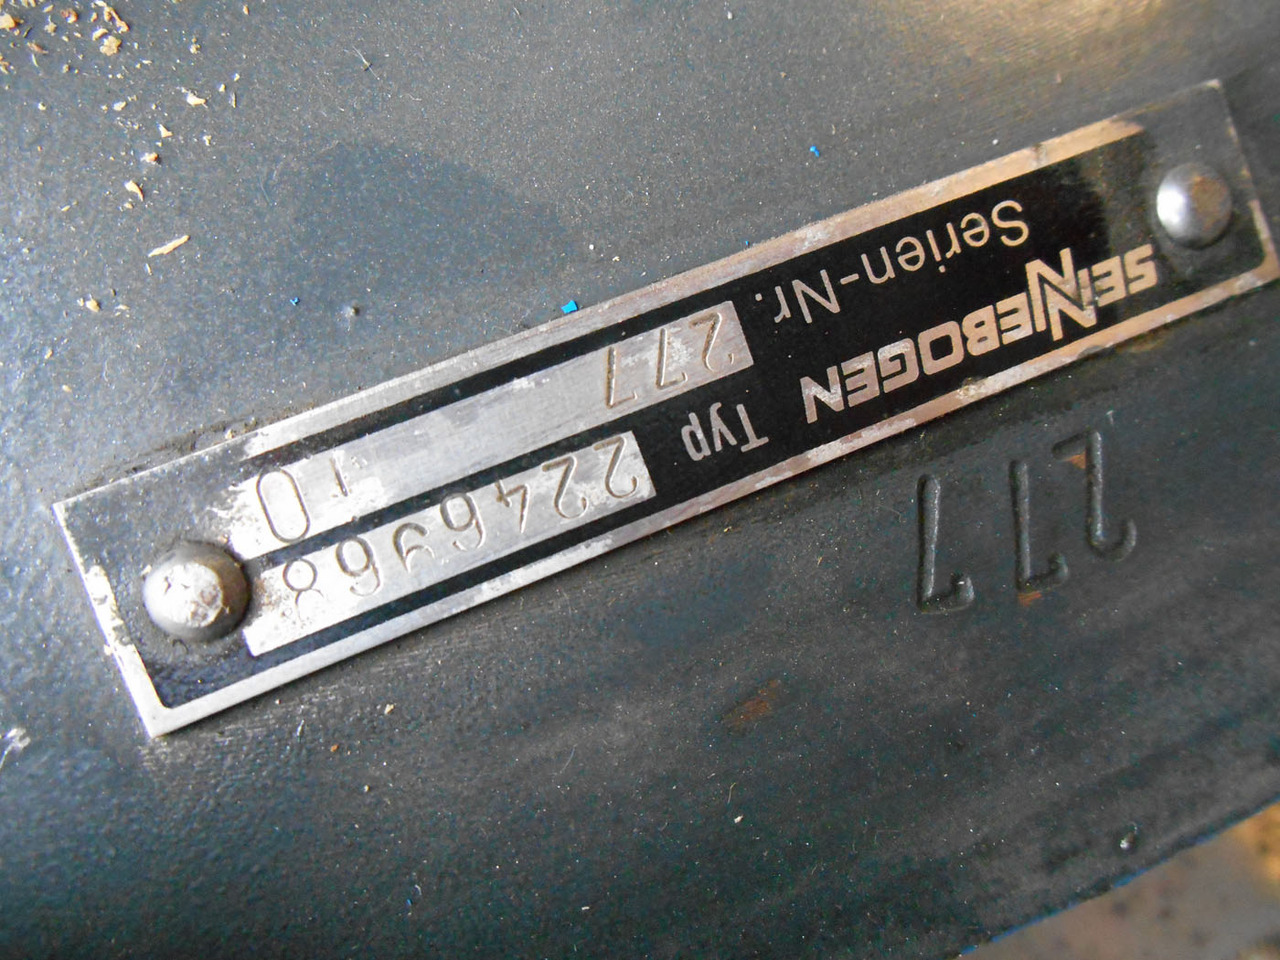 277
SENNEBOGEN Typ 2246968
Serien-Nr. 277 10